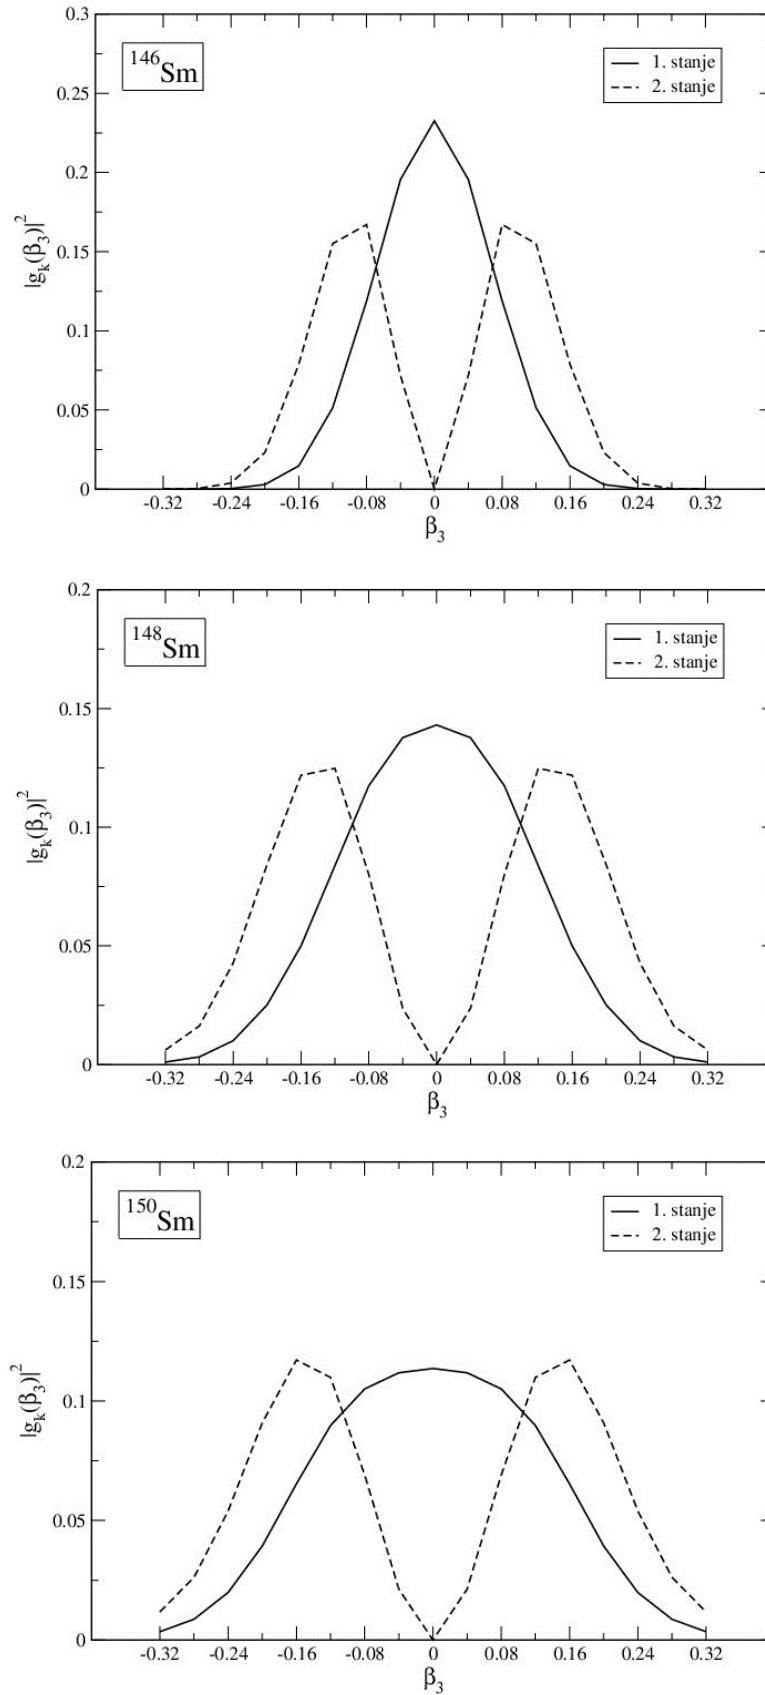 146Sm
1. stanje
2. stanje
0.3
0.25
0.2
0.15
0.1
0.05
0
|gk(β3)|2
-0.32 -0.24 -0.16 -0.08 0 0.08 0.16 0.24 0.32
β3
148Sm
1. stanje
2. stanje
0.2
0.15
0.1
0.05
0
|gk(β3)|2
-0.32 -0.24 -0.16 -0.08 0 0.08 0.16 0.24 0.32
β3
150Sm
1. stanje
2. stanje
0.2
0.15
0.1
0.05
0
|gk(β3)|2
-0.32 -0.24 -0.16 -0.08 0 0.08 0.16 0.24 0.32
β3